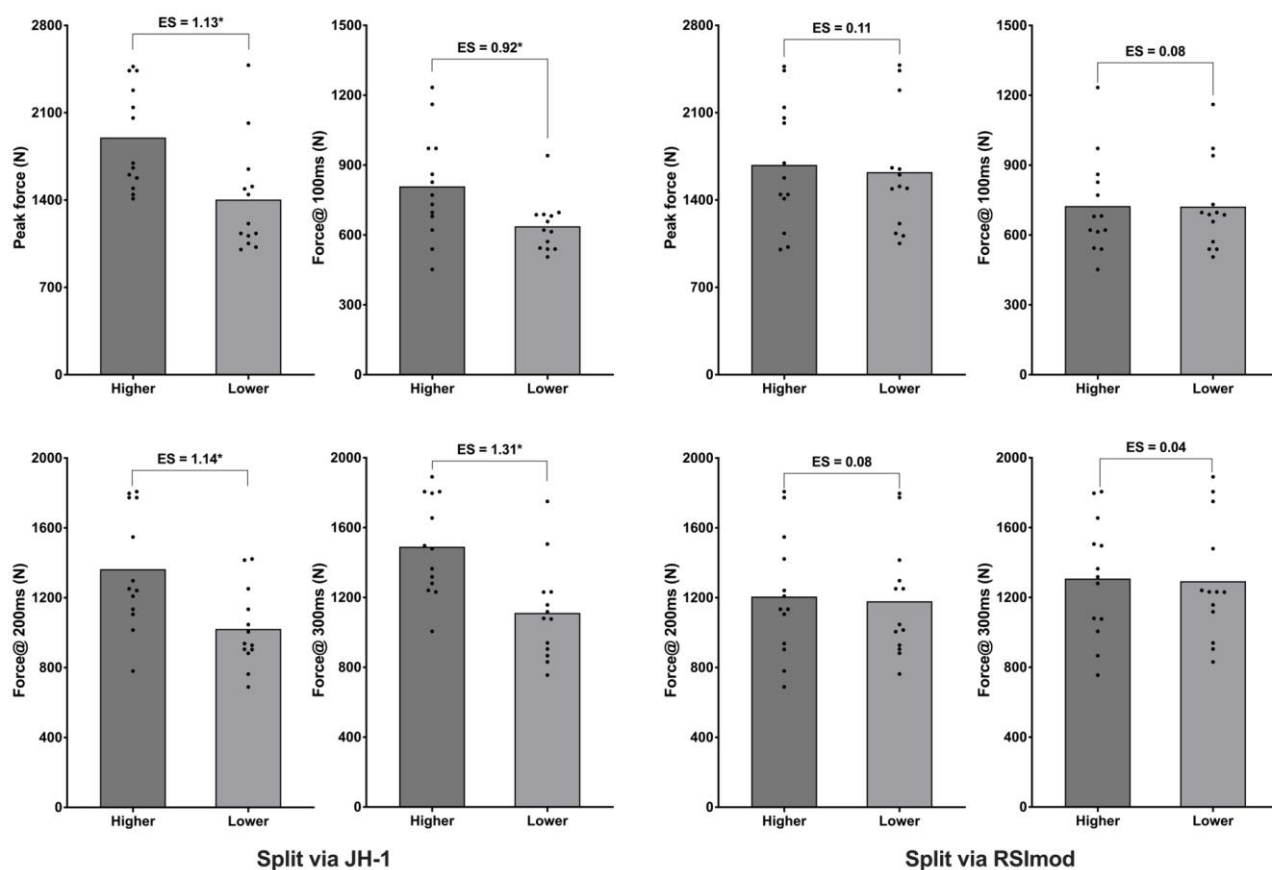 ES = 1.13*
2800
2100
1400
700
0
Peak force (N)
Higher
Lower
ES = 0.92*
1500
1200
900
600
300
0
Force@ 100ms (N)
Higher
Lower
ES = 0.11
2800
2100
1400
700
0
Peak force (N)
Higher
Lower
ES = 0.08
1500
1200
900
600
300
0
Force@ 100ms (N)
Higher
Lower
ES = 1.14*
2000
1600
1200
800
400
0
Force@ 200ms (N)
Higher
Lower
ES = 1.31*
2000
1600
1200
800
400
0
Force@ 300ms (N)
Higher
Lower
ES = 0.08
2000
1600
1200
800
400
0
Force@ 200ms (N)
Higher
Lower
ES = 0.04
2000
1600
1200
800
400
0
Force@ 300ms (N)
Higher
Lower
Split via JH-1
Split via RSImod